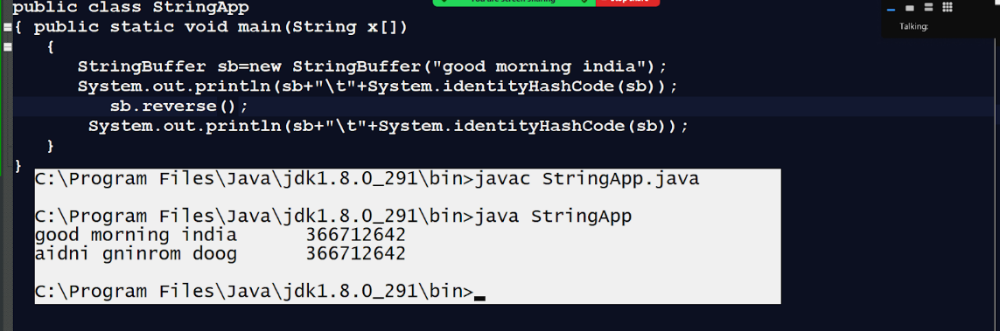 You are screen sharing Stop Share
Talking:
public class StringApp
{ public static void main(String x[])
{
StringBuffer sb=new StringBuffer("good morning india");
System.out.println(sb+"\t"+System.identityHashCode(sb));
sb.reverse();
System.out.println(sb+"\t"+System.identityHashCode(sb));
}
}
C:\Program Files\Java\jdk1.8.0_291\bin>javac StringApp.java
C:\Program Files\Java\jdk1.8.0_291\bin>java StringApp
good morning india 366712642
aidni gninrom doog 366712642
C:\Program Files\Java\jdk1.8.0_291\bin>